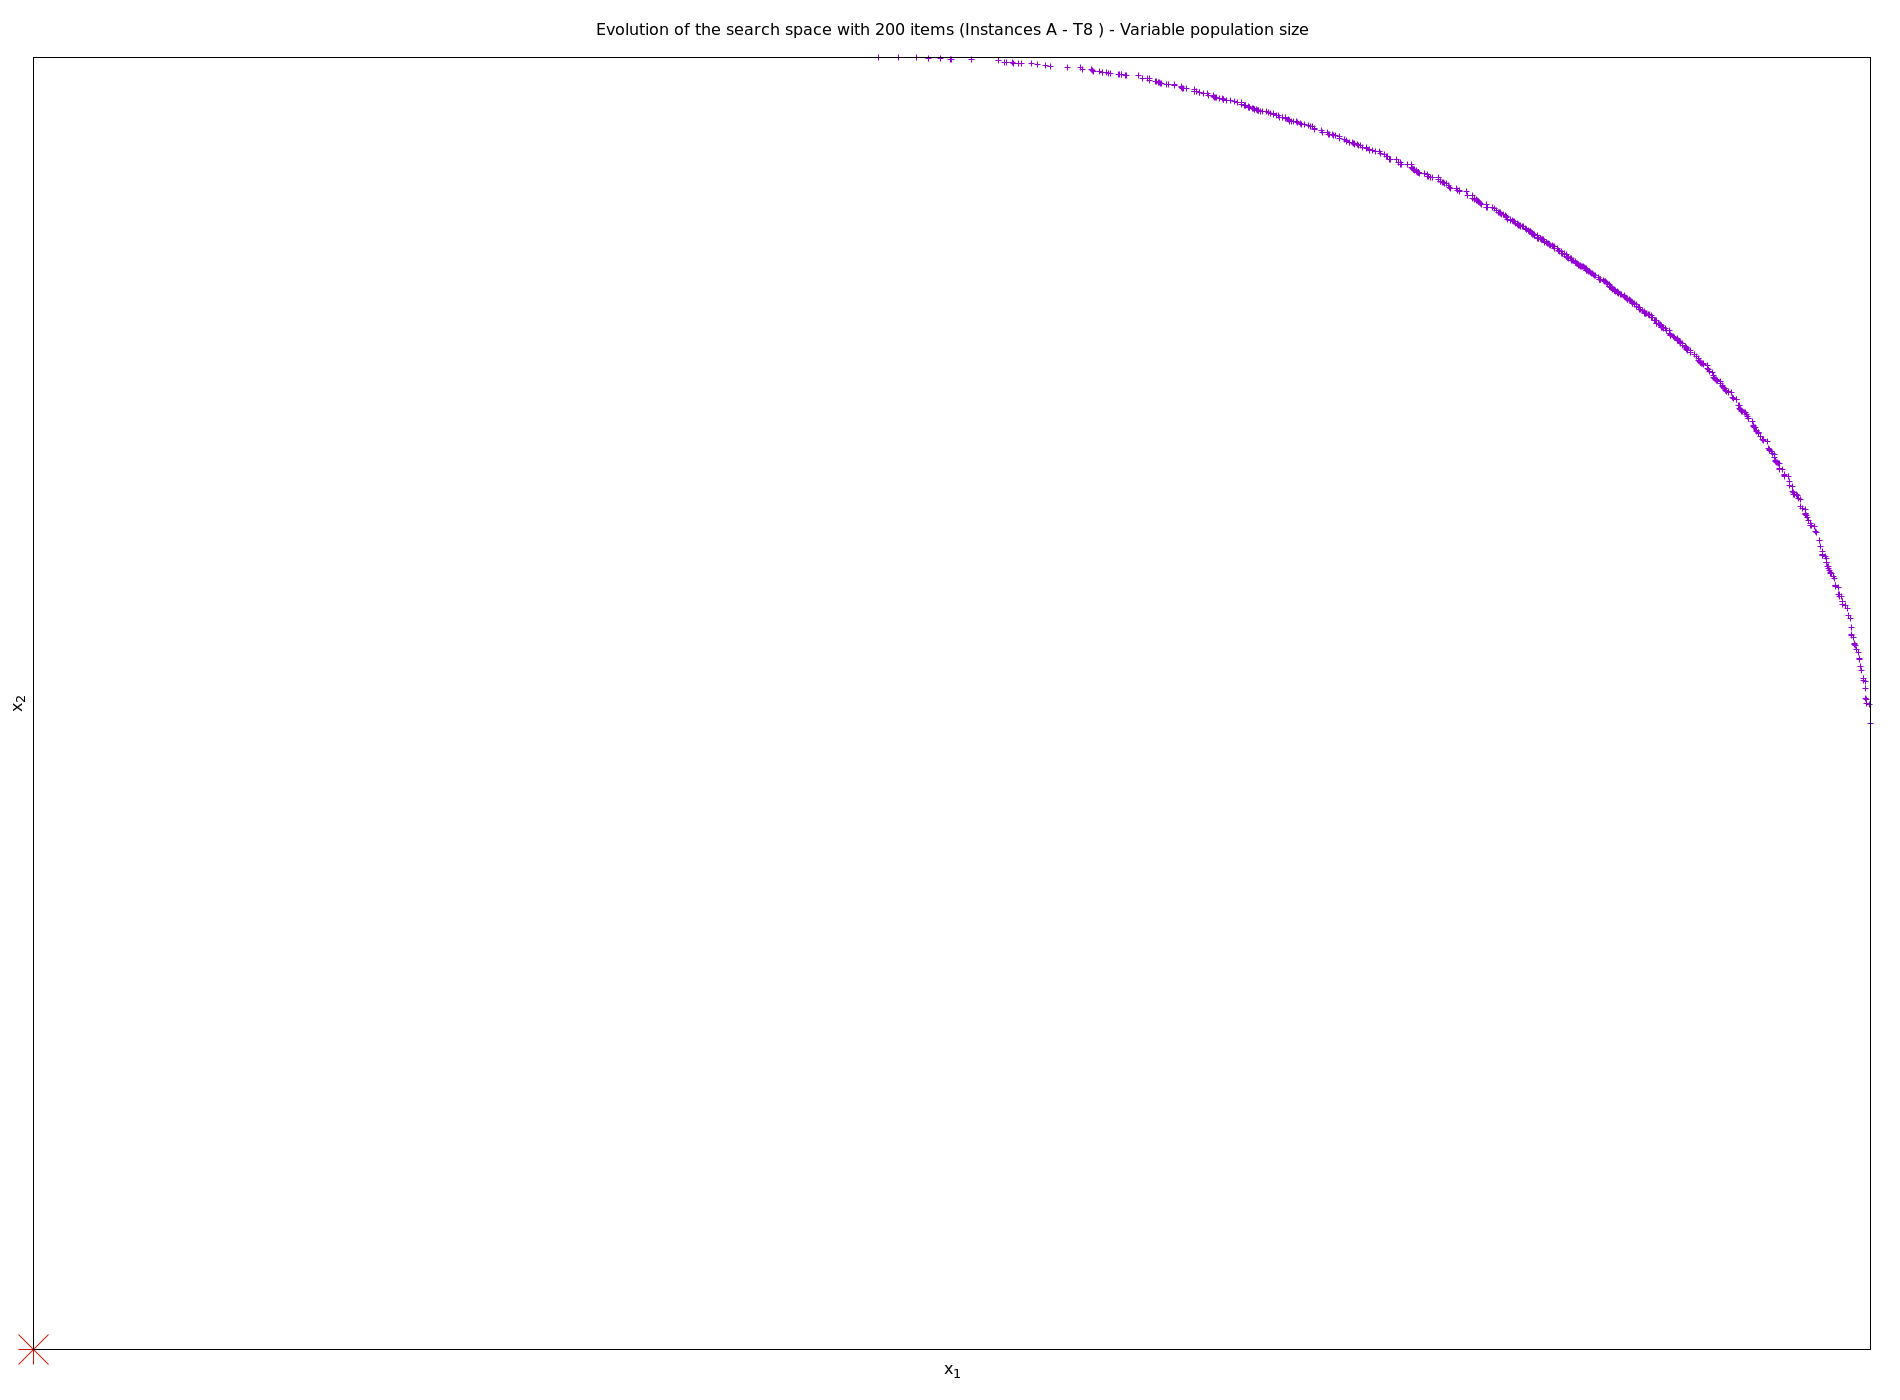 Evolution of the search space with 200 items (Instances A - T8 ) - Variable population size
x₂
x₁